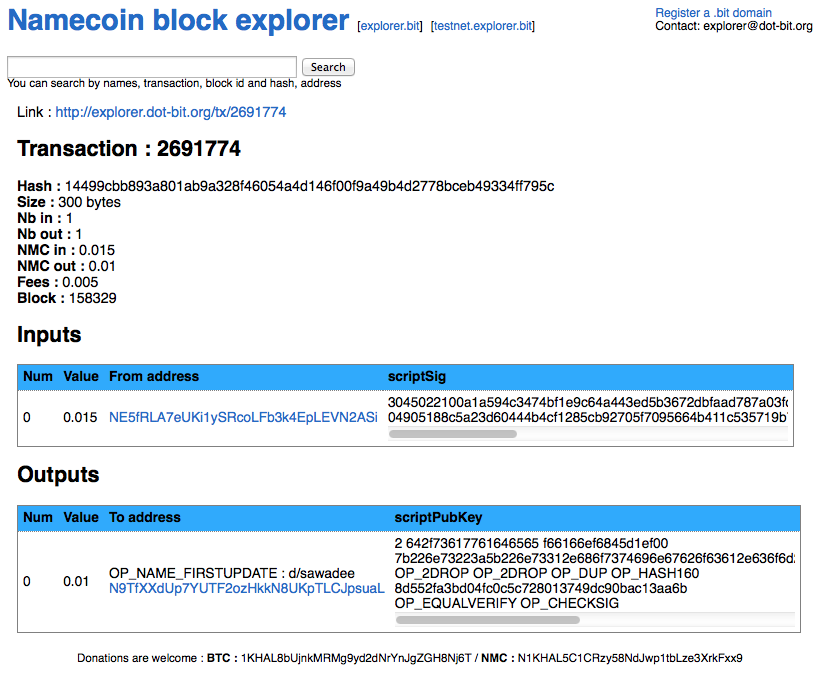 Namecoin block explorer [explorer.bit] [testnet.explorer.bit]
Register a .bit domain
Contact: explorer@dot-bit.org
Search
You can search by names, transaction, block id and hash, address
Link : http://explorer.dot-bit.org/tx/2691774
Transaction : 2691774
Hash : 14499cbb893a801ab9a328f46054a4d146f00f9a49b4d2778bceb49334ff795c
Size : 300 bytes
Nb in : 1
Nb out : 1
NMC in : 0.015
NMC out : 0.01
Fees : 0.005
Block : 158329
Inputs
Num Value From address scriptSig
0 0.015 NE5fRLA7eUKi1ySRcoLFb3k4EpLEVN2ASi
3045022100a1a594c3474bf1e9c64a443ed5b3672dbfaad787a03fd
04905188c5a23d60444b4cf1285cb92705f7095664b411c535719b
Outputs
Num Value To address scriptPubKey
0 0.01
OP_NAME_FIRSTUPDATE : d/sawadee
N9TfXXdUp7YUTF2ozHkkN8UKpTLCJpsuaL
2 642f73617761646565 f66166ef6845d1ef00
7b226e73223a5b226e73312e686f7374696e67626f63612e636f6d
OP_2DROP OP_2DROP OP_DUP OP_HASH160
8d552fa3bd04fc0c5c728013749dc90bac13aa6b
OP_EQUALVERIFY OP_CHECKSIG
Donations are welcome : BTC : 1KHAL8bUjnkMRMg9yd2dNrYnJgZGH8Nj6T / NMC : N1KHAL5C1CRzy58NdJwp1tbLze3XrkFxx9